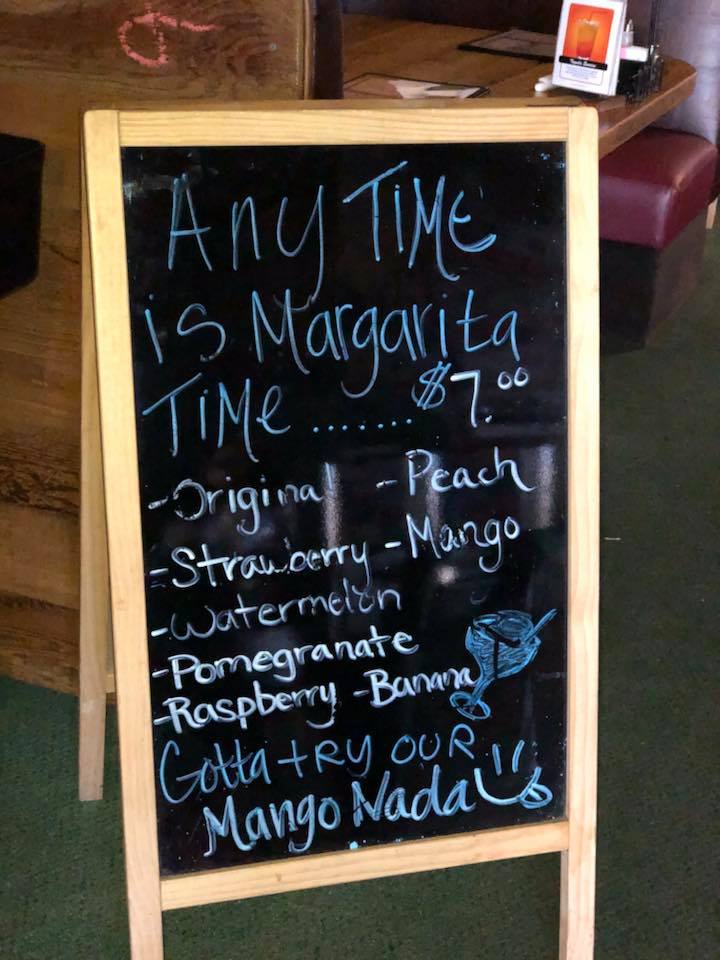 Any TiMe
is Margarita
TiMe ....... $7.00
-Original -Peach
-Strawberry -Mango
-Watermelon
-Pomegranate
-Raspberry -Banana
Gotta tRy OUR
Mango Nada